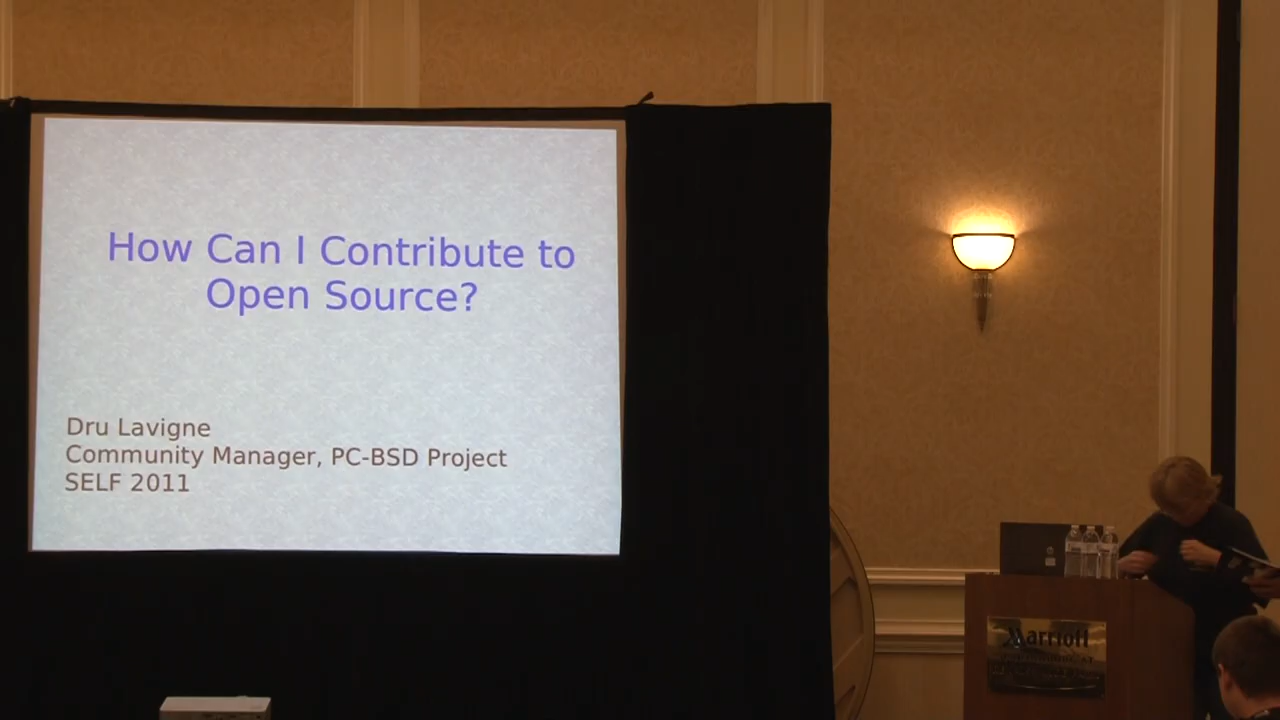 How Can I Contribute to
Open Source?
Dru Lavigne
Community Manager, PC-BSD Project
SELF 2011
Marriott